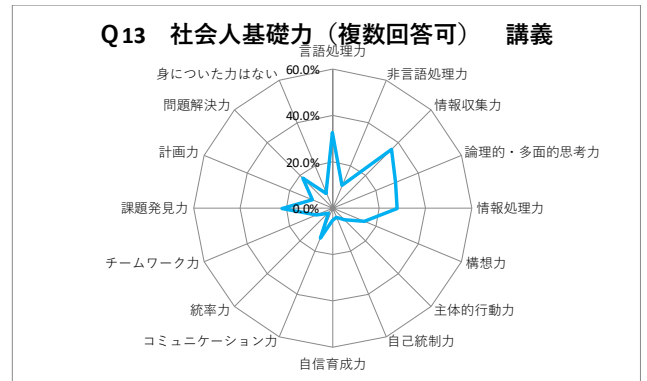 Q13　社会人基礎力（複数回答可）　講義
言語処理力
身についた力はない
非言語処理力
60.0%
問題解決力
情報収集力
40.0%
計画力
論理的・多面的思考力
20.0%
課題発見力
0.0%
情報処理力
チームワーク力
構想力
統率力
主体的行動力
コミュニケーション力
自己統制力
自信育成力